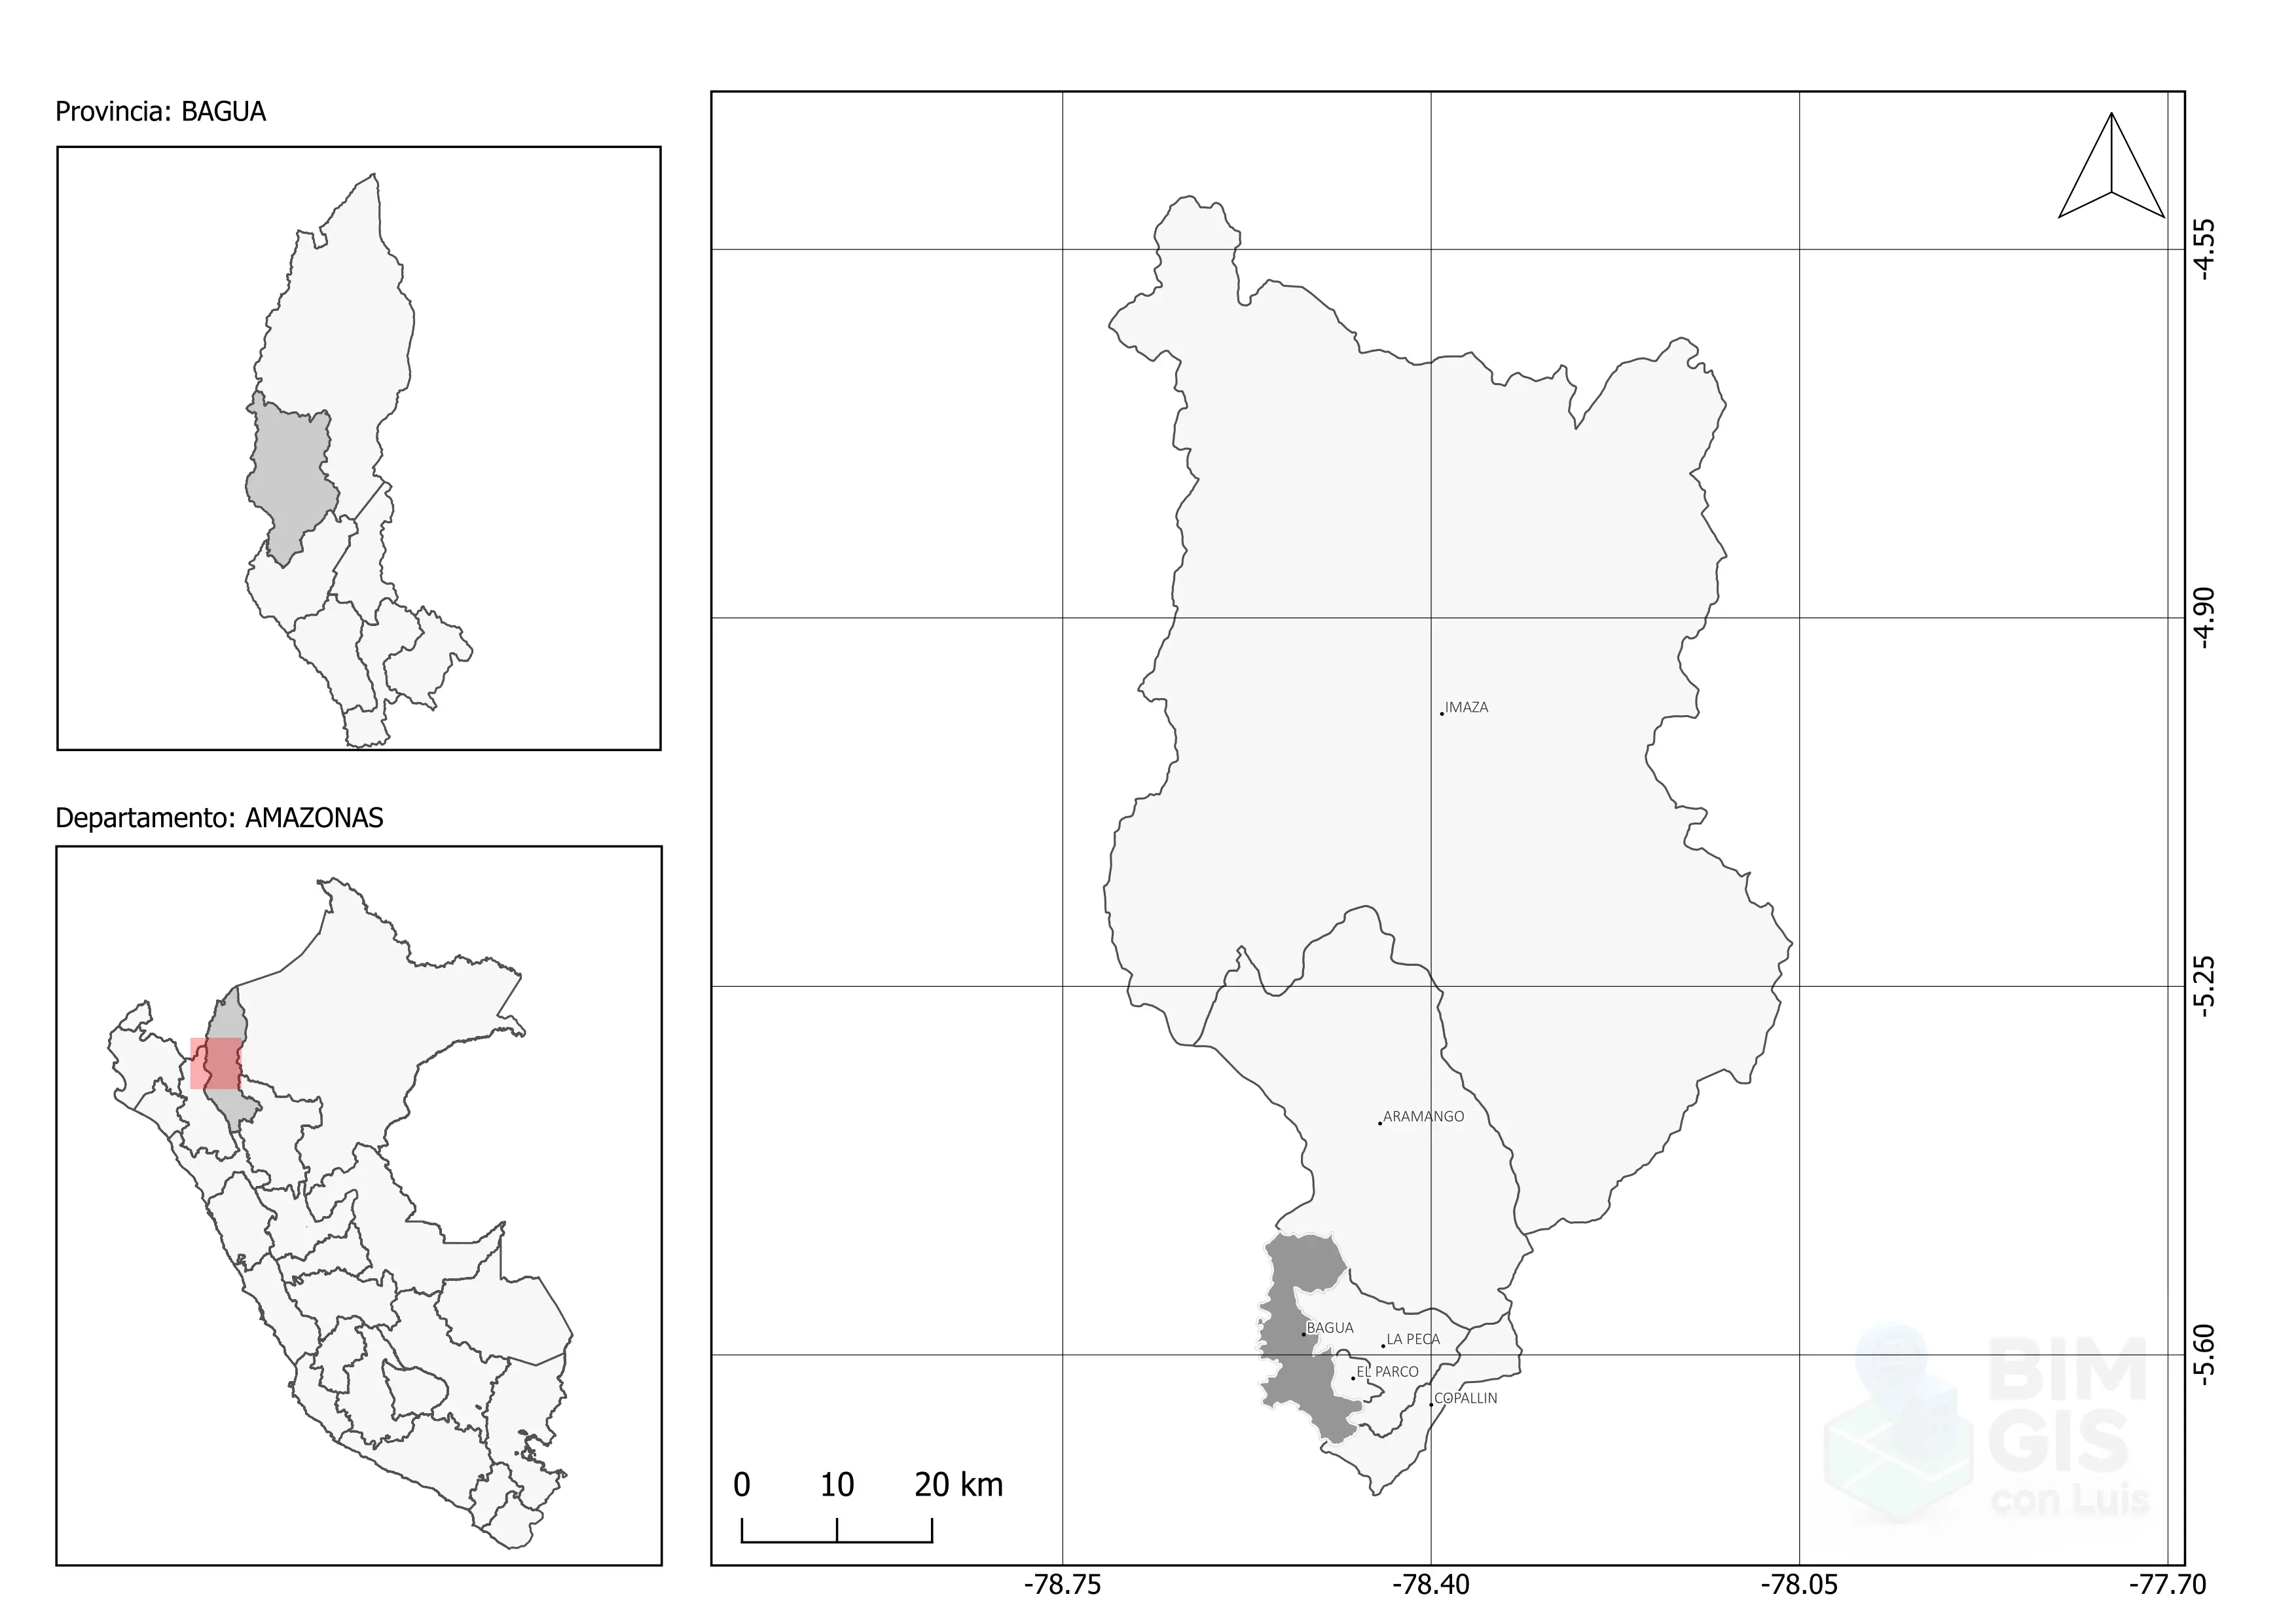 Provincia: BAGUA
Departamento: AMAZONAS
IMAZA
ARAMANGO
BAGUA
LA PECA
EL PARCO
COPALLIN
0 10 20 km
-4.55
-4.90
-5.25
-5.60
-78.75 -78.40 -78.05 -77.70
BIM
GIS
con Luis